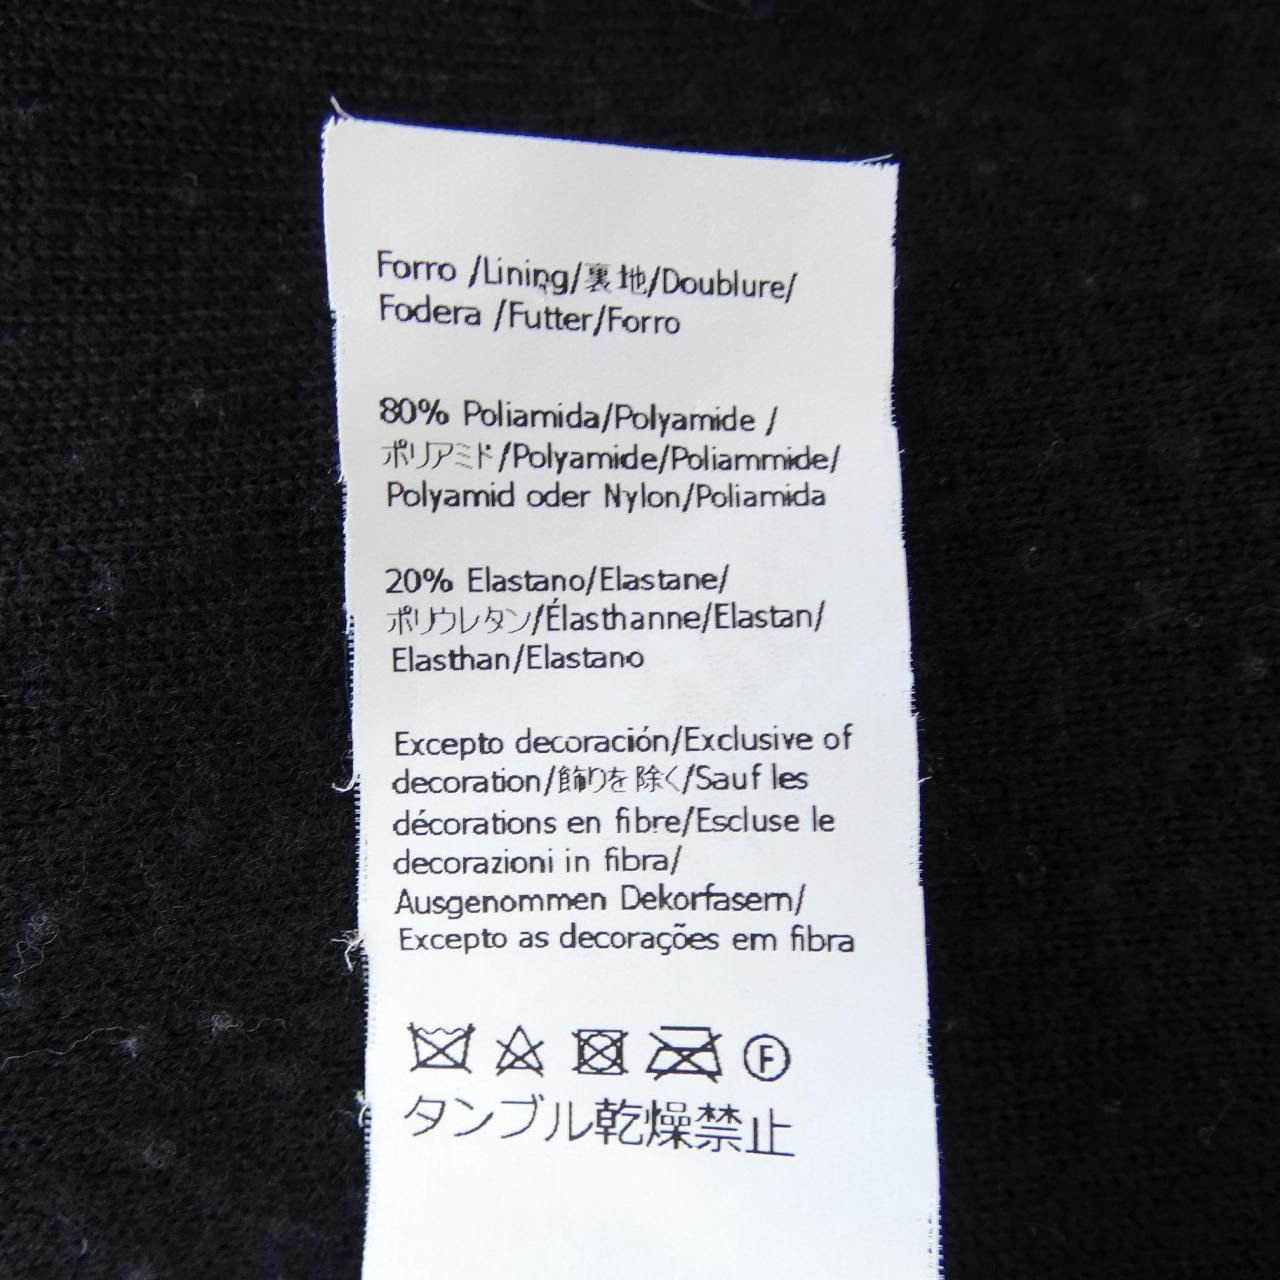 Forro /Lining/裏地/Doublure/
Fodera /Futter/Forro
80% Poliamida/Polyamide /
ポリアミド/Polyamide/Poliammide/
Polyamid oder Nylon/Poliamida
20% Elastano/Elastane/
ポリウレタン/Élasthanne/Elastan/
Elasthan/Elastano
Excepto decoración/Exclusive of
decoration/飾りを除く/Sauf les
décorations en fibre/Escluse le
decorazioni in fibra/
Ausgenommen Dekorfasern/
Excepto as decorações em fibra
F
タンブル乾燥禁止